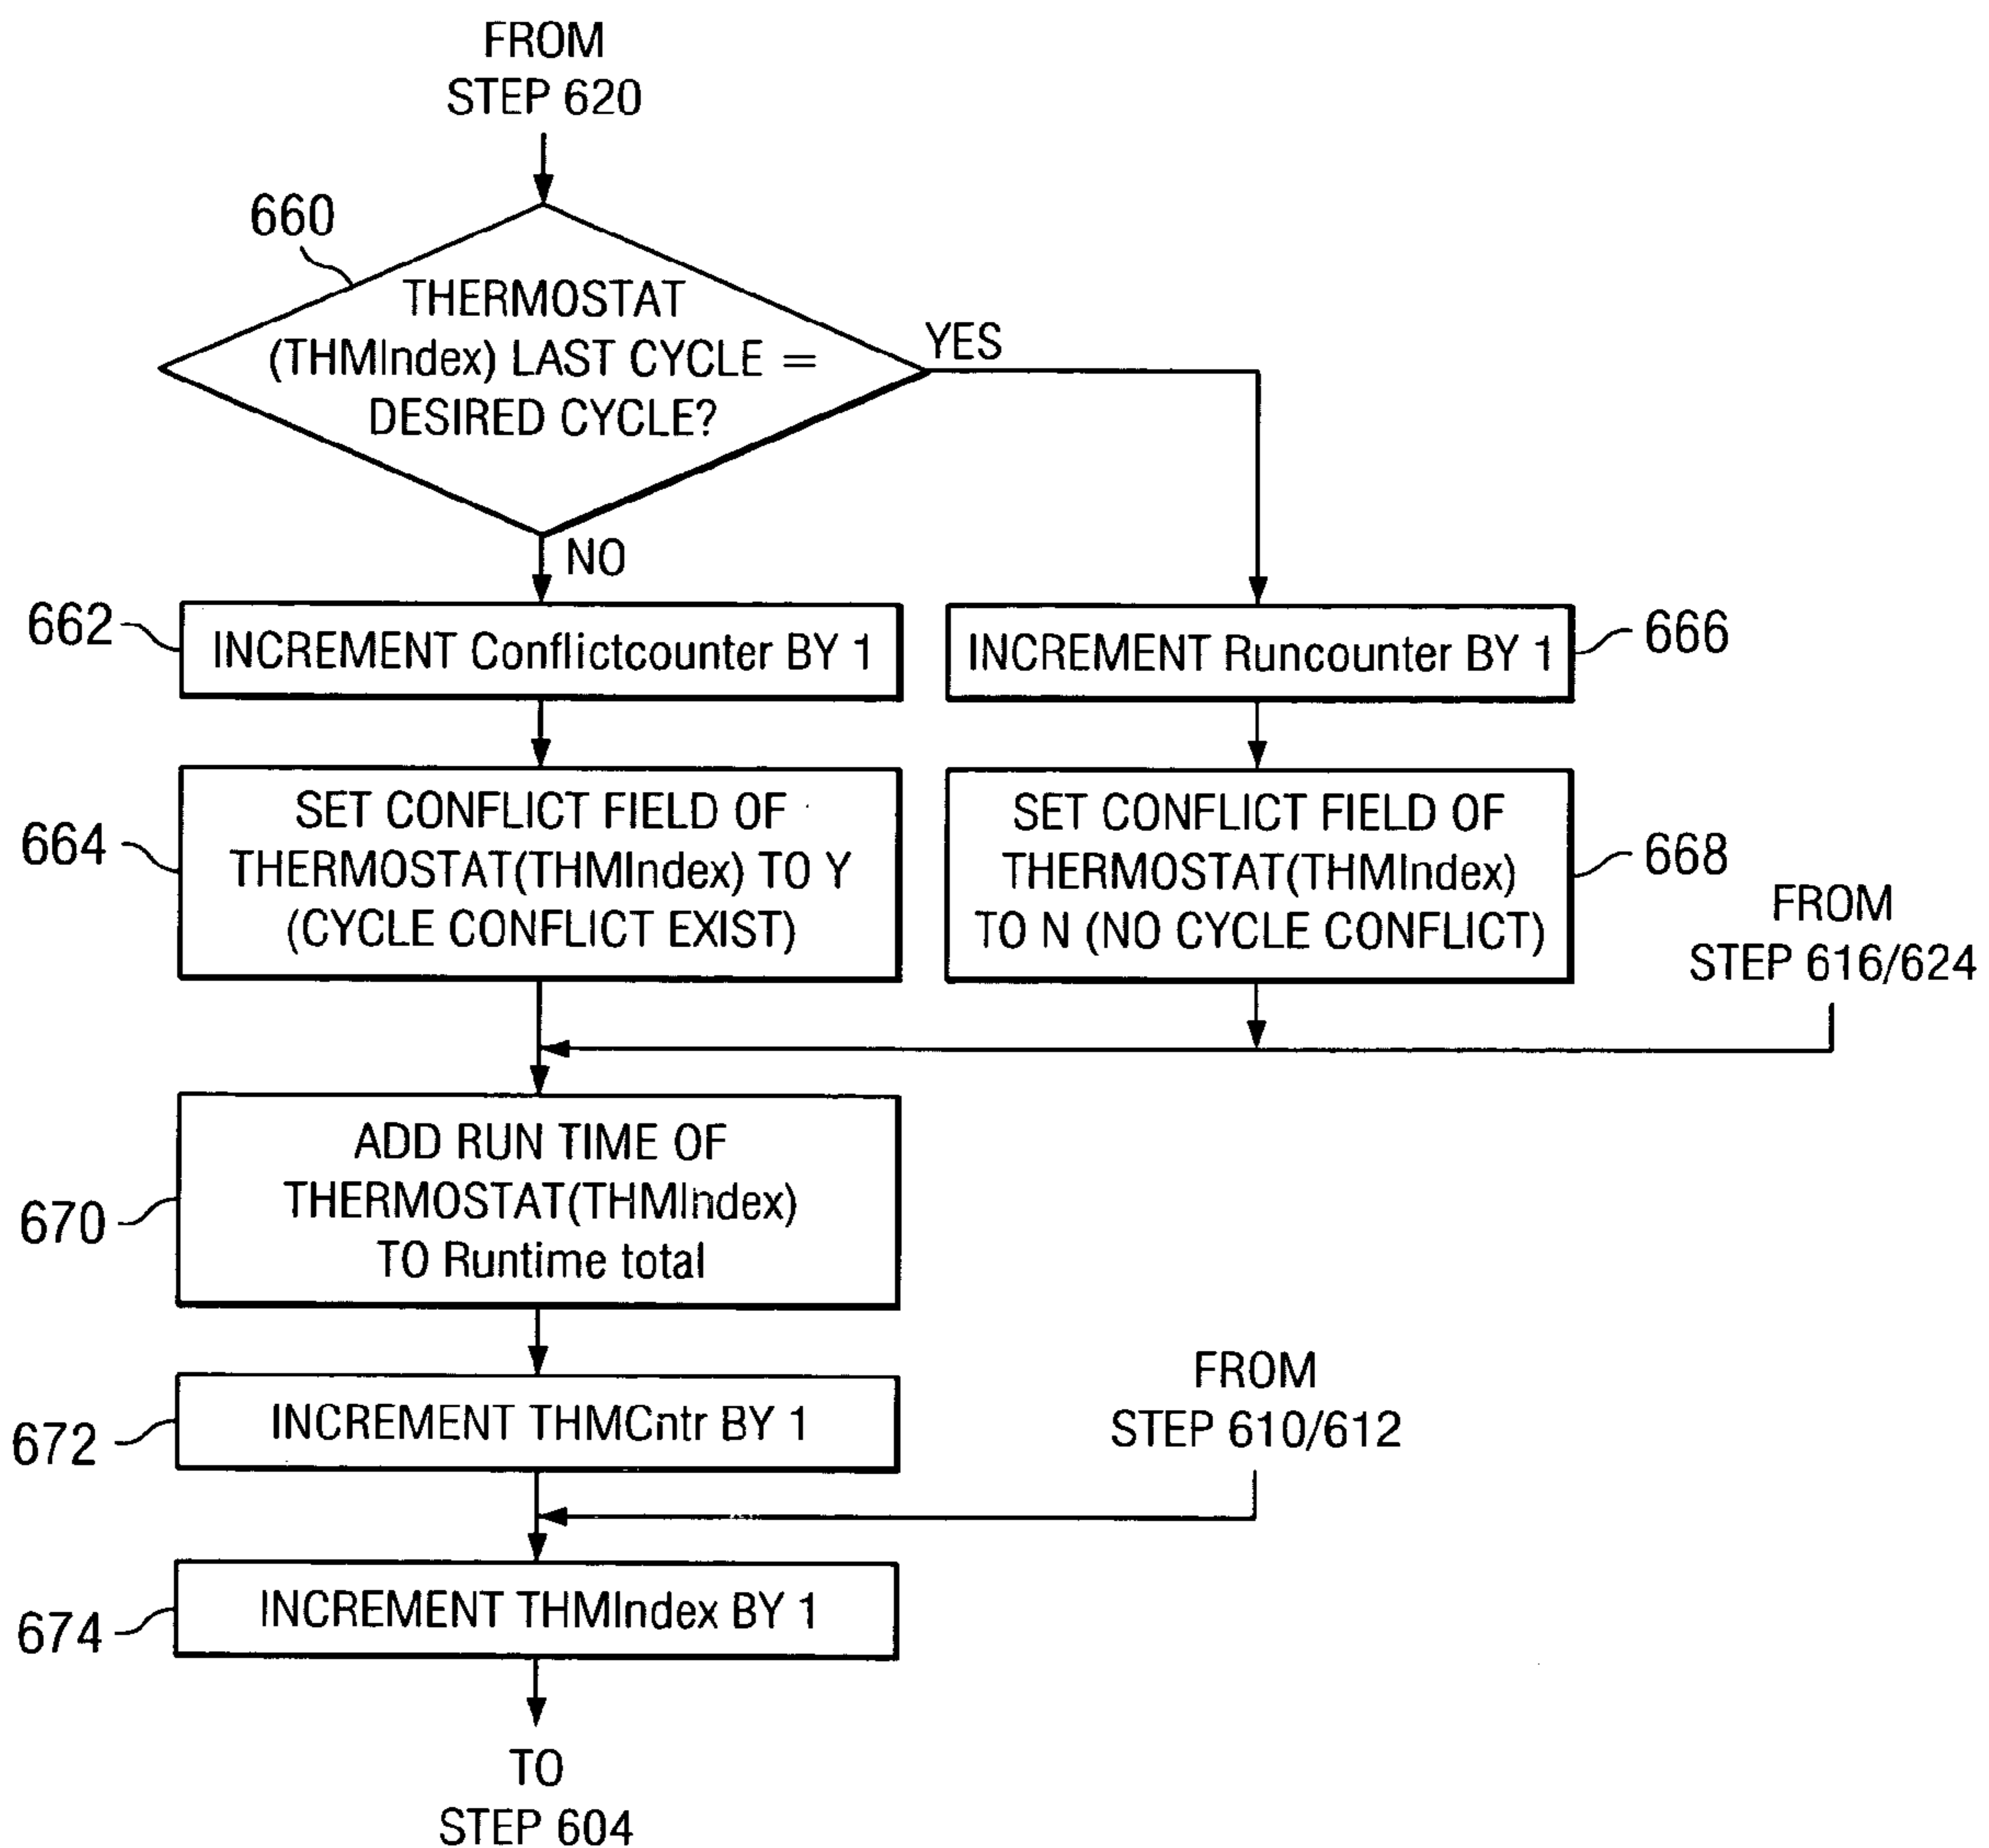 FROM
STEP 620
660
THERMOSTAT
(THMIndex) LAST CYCLE =
DESIRED CYCLE?
YES
NO
662
INCREMENT Conflictcounter BY 1
INCREMENT Runcounter BY 1
666
664
SET CONFLICT FIELD OF
THERMOSTAT(THMIndex) TO Y
(CYCLE CONFLICT EXIST)
SET CONFLICT FIELD OF
THERMOSTAT(THMIndex)
TO N (NO CYCLE CONFLICT)
668
FROM
STEP 616/624
670
ADD RUN TIME OF
THERMOSTAT(THMIndex)
TO Runtime total
672
INCREMENT THMCntr BY 1
FROM
STEP 610/612
674
INCREMENT THMIndex BY 1
TO
STEP 604